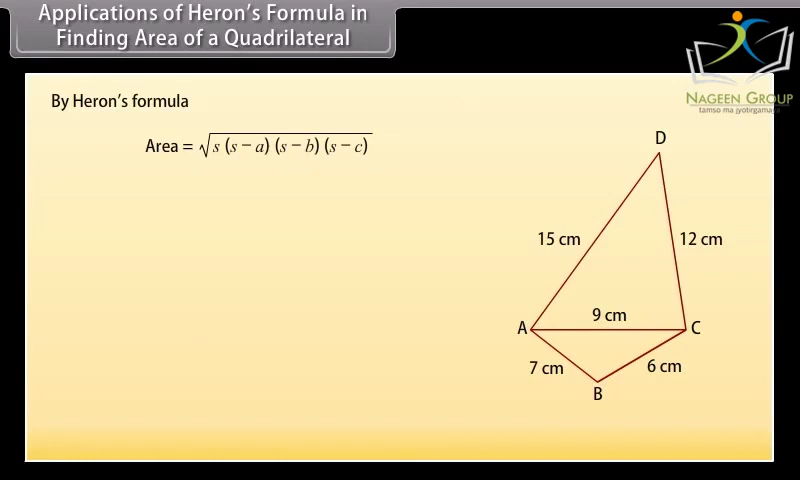 Applications of Heron's Formula in
Finding Area of a Quadrilateral
NAGEEN GROUP
tamso ma jyotirgamaya
By Heron's formula
Area = √s (s − a) (s − b) (s − c)
D
15 cm
12 cm
9 cm
A
C
7 cm
6 cm
B